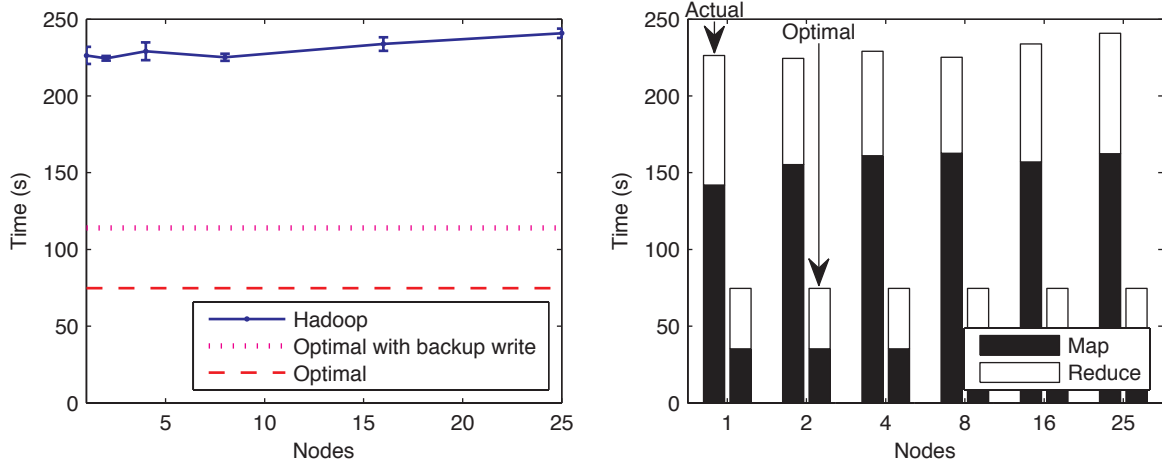 250
200
150
100
50
0
Time (s)
5
10
15
20
25
Nodes
Hadoop
Optimal with backup write
Optimal
250
200
150
100
50
0
Time (s)
1
2
4
8
16
25
Nodes
Actual
Optimal
Map
Reduce